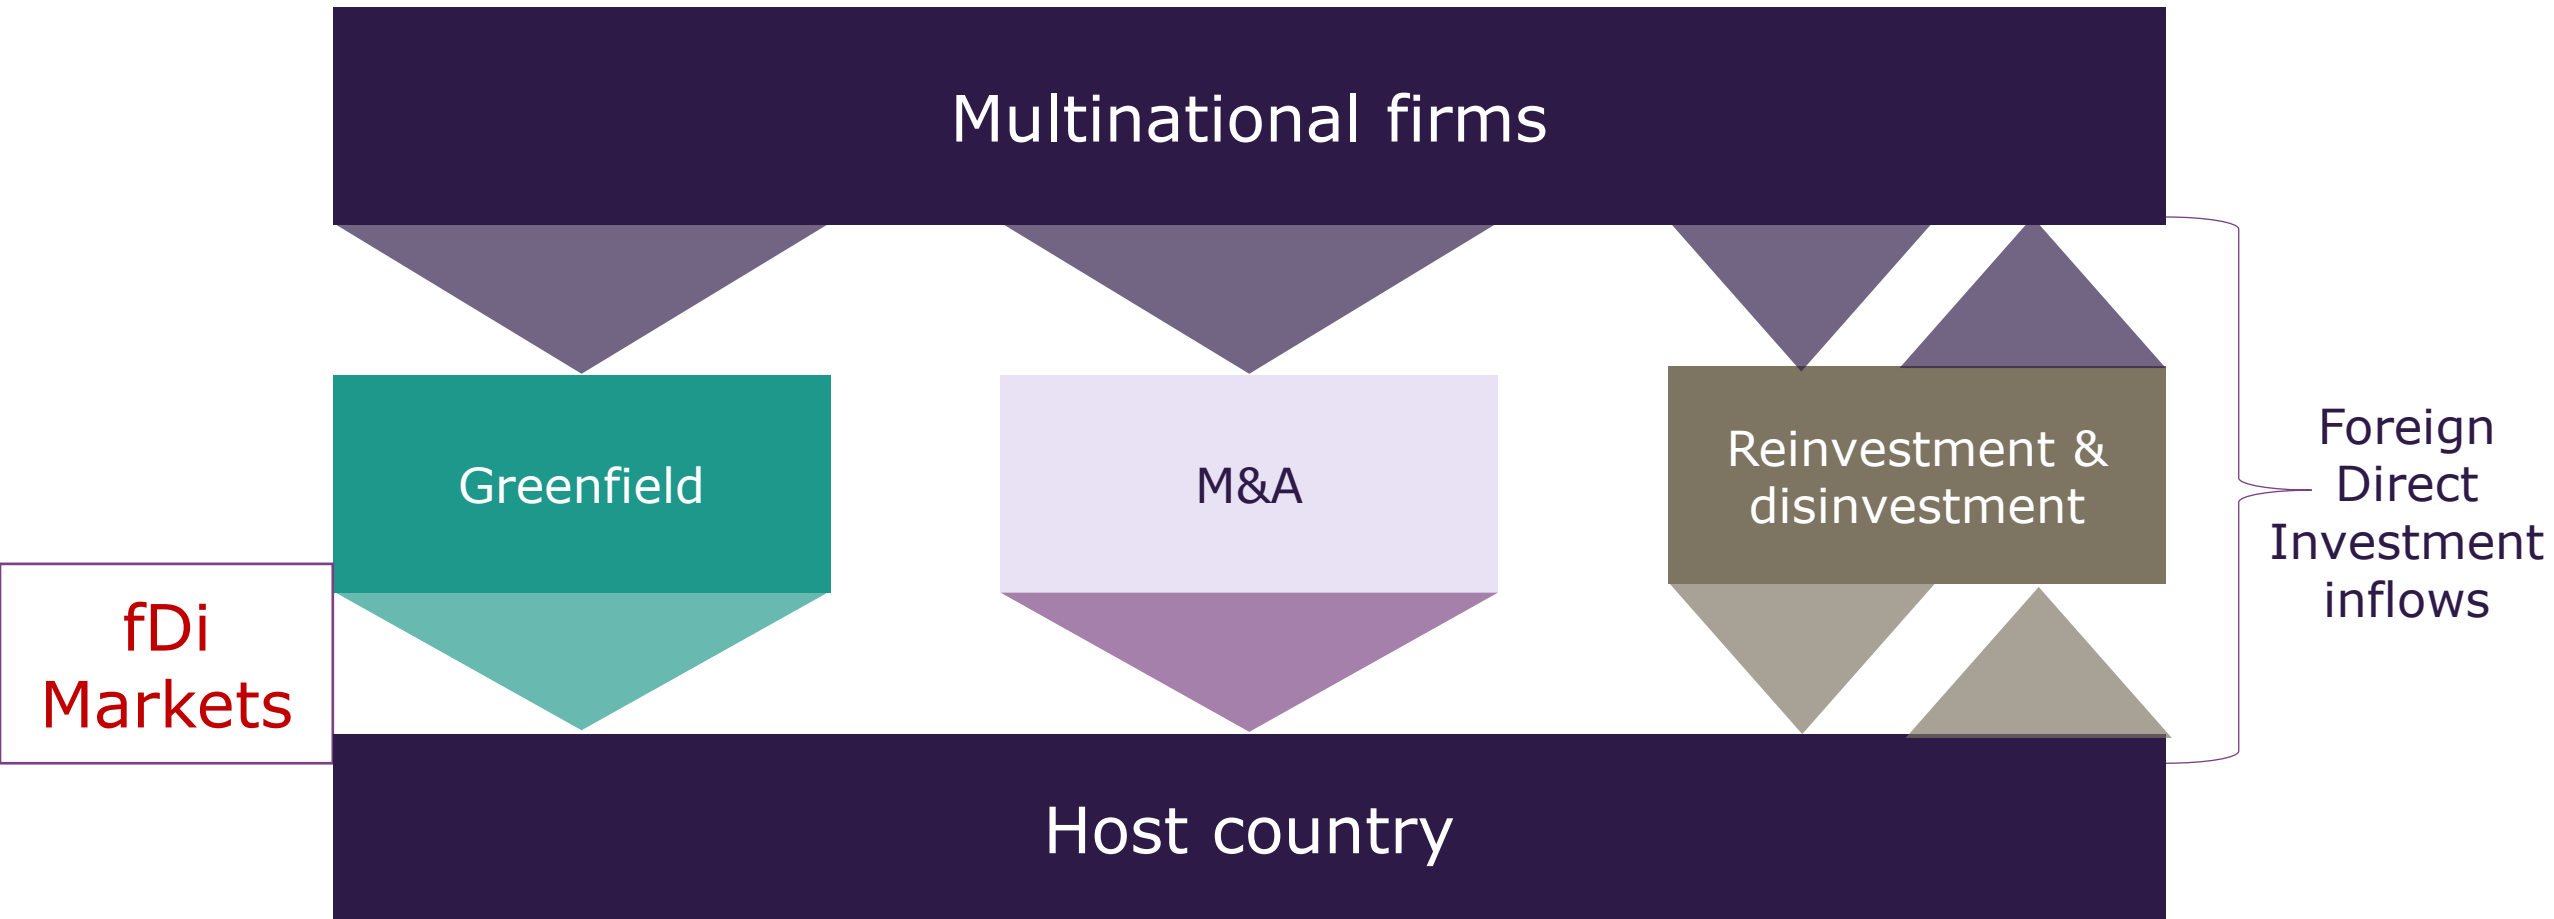 Multinational firms
Greenfield
M&A
Reinvestment &
disinvestment
Foreign
Direct
Investment
inflows
fDi
Markets
Host country